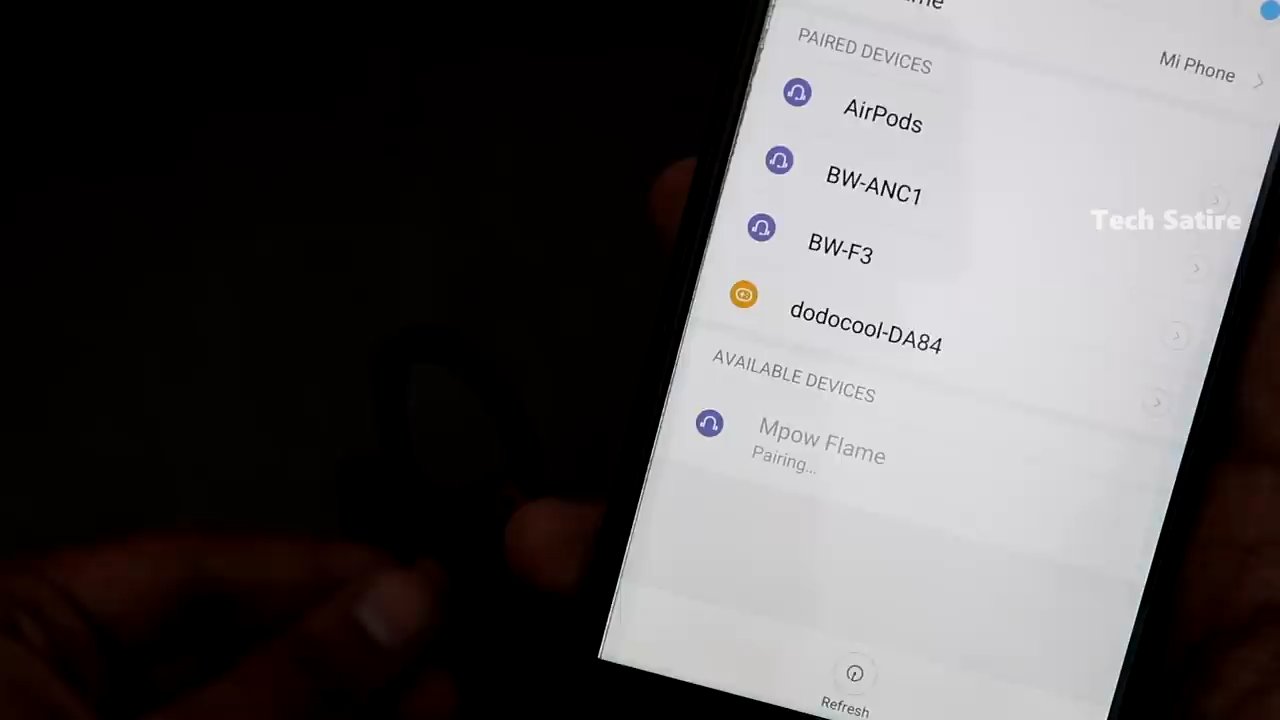 Mi Phone
PAIRED DEVICES
AirPods
BW-ANC1
BW-F3
dodocool-DA84
AVAILABLE DEVICES
Mpow Flame
Pairing...
Refresh
Tech Satire